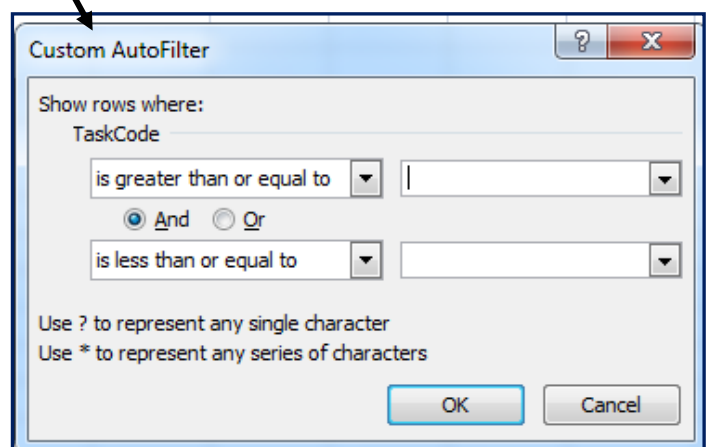 Custom AutoFilter
Show rows where:
TaskCode
is greater than or equal to
And Or
is less than or equal to
Use ? to represent any single character
Use * to represent any series of characters
OK Cancel